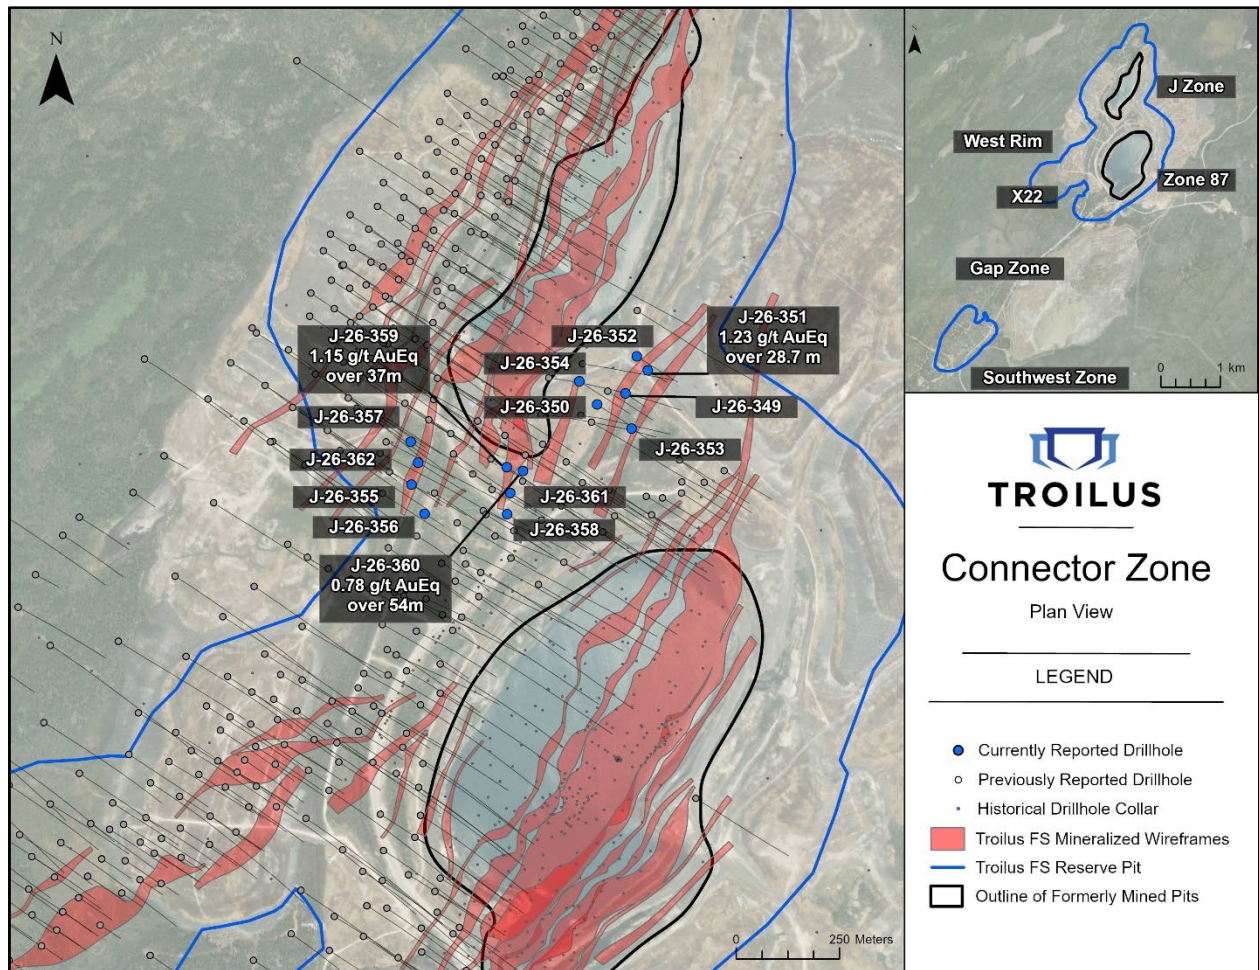 N
J-26-359
1.15 g/t AuEq
over 37m
J-26-352
J-26-351
1.23 g/t AuEq
over 28.7 m
J-26-354
J-26-350
J-26-349
J-26-357
J-26-353
J-26-362
J-26-355
J-26-361
J-26-356
J-26-358
J-26-360
0.78 g/t AuEq
over 54m
0 250 Meters
N
J Zone
West Rim
Zone 87
X22
Gap Zone
Southwest Zone
0 1 km
TROILUS
Connector Zone
Plan View
LEGEND
Currently Reported Drillhole
Previously Reported Drillhole
Historical Drillhole Collar
Troilus FS Mineralized Wireframes
Troilus FS Reserve Pit
Outline of Formerly Mined Pits